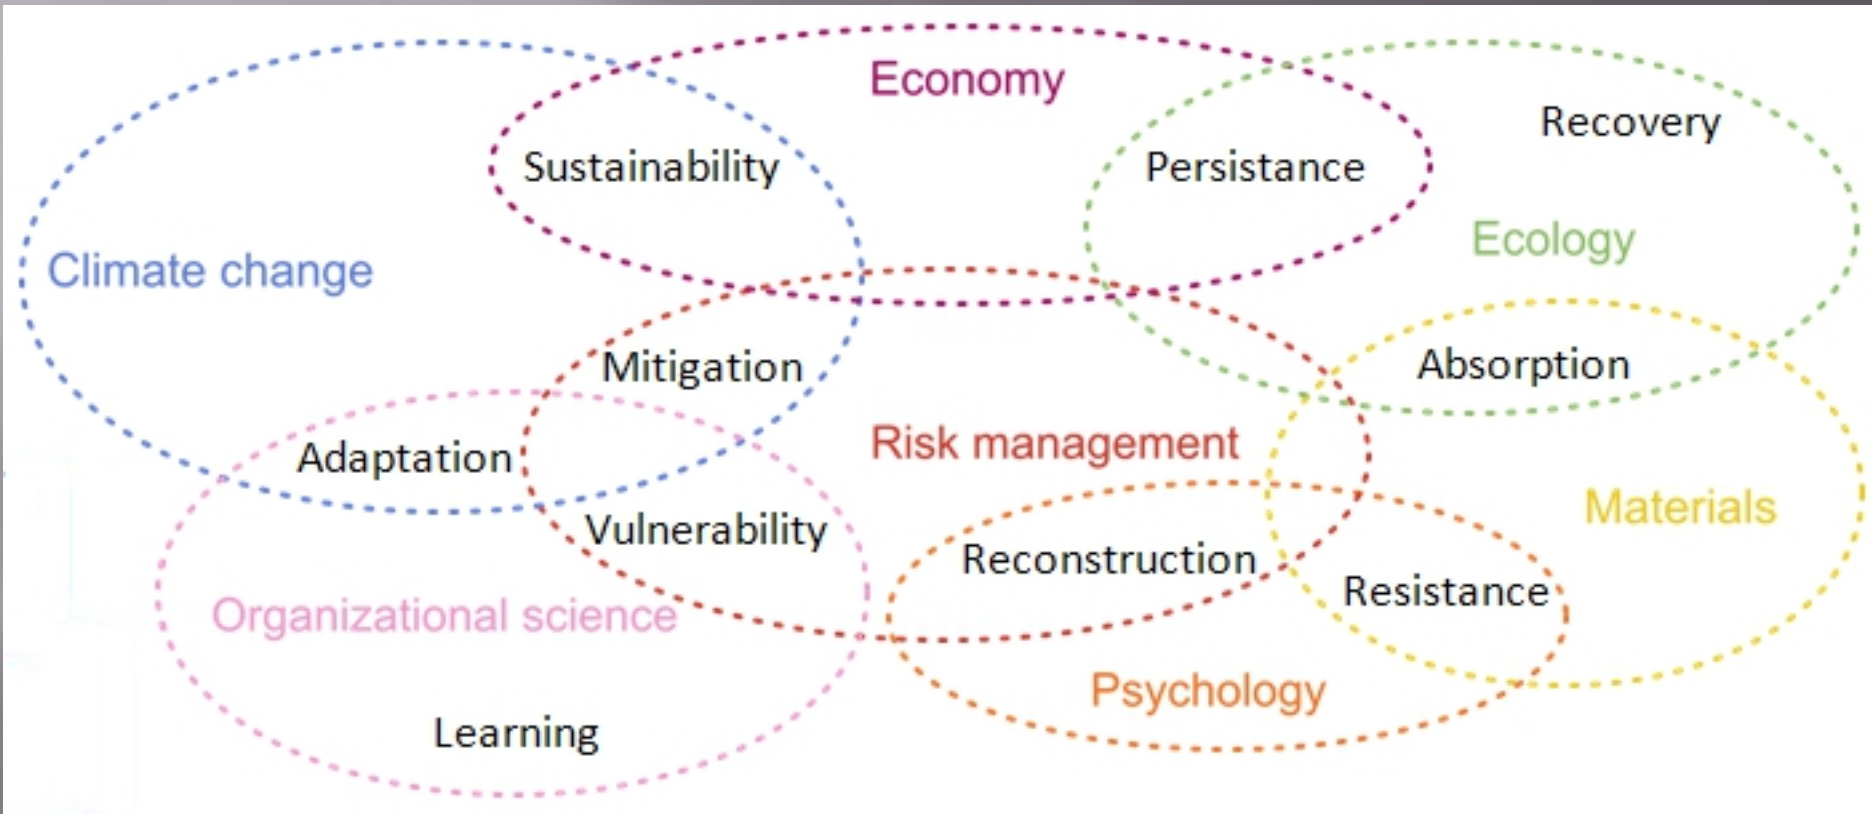 Economy
Recovery
Sustainability
Persistance
Ecology
Climate change
Mitigation
Absorption
Risk management
Adaptation
Materials
Vulnerability
Reconstruction
Resistance
Organizational science
Psychology
Learning